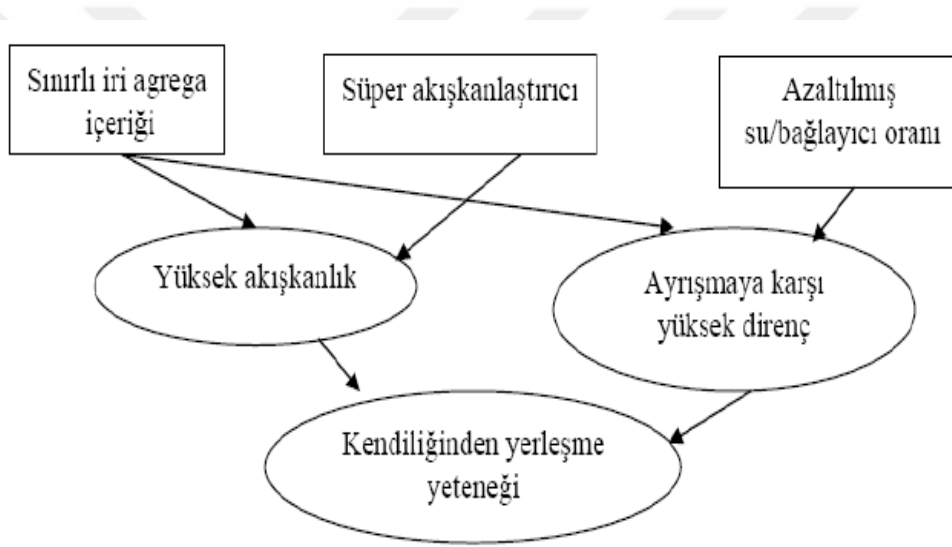 Sınırlı iri agrega
içeriği
Süper akışkanlaştırıcı
Azaltılmış
su/bağlayıcı oranı
Yüksek akışkanlık
Ayrışmaya karşı
yüksek direnç
Kendiliğinden yerleşme
yeteneği